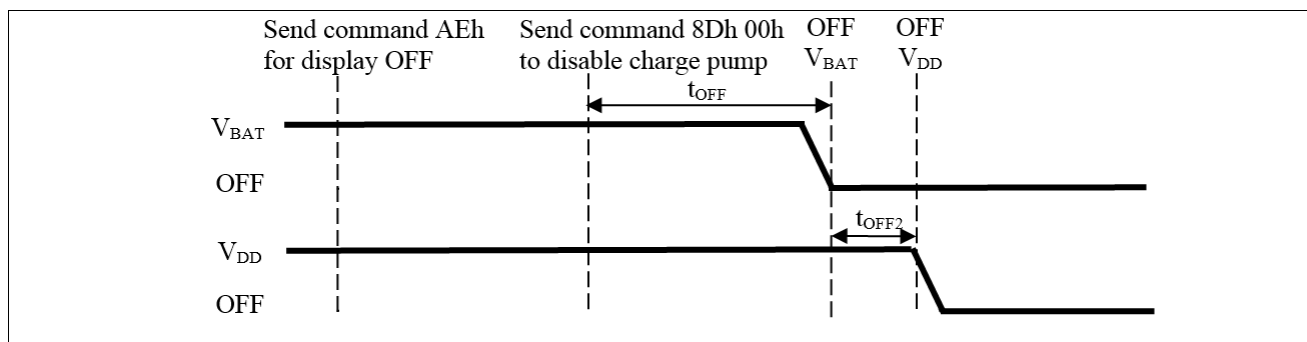 Send command AEh
for display OFF
Send command 8Dh 00h
to disable charge pump
OFF
VBAT
OFF
VDD
tOFF
VBAT
OFF
tOFF2
VDD
OFF